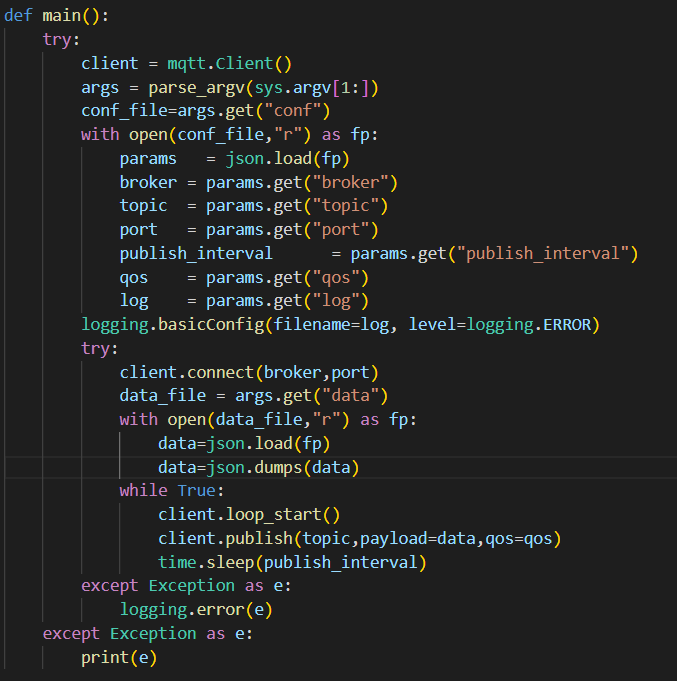 def main():
    try:
        client = mqtt.Client()
        args = parse_argv(sys.argv[1:])
        conf_file=args.get("conf")
        with open(conf_file,"r") as fp:
            params   = json.load(fp)
            broker = params.get("broker")
            topic  = params.get("topic")
            port   = params.get("port")
            publish_interval      = params.get("publish_interval")
            qos    = params.get("qos")
            log    = params.get("log")
        logging.basicConfig(filename=log, level=logging.ERROR)
        try:
            client.connect(broker,port)
            data_file = args.get("data")
            with open(data_file,"r") as fp:
                data=json.load(fp)
                data=json.dumps(data)
            while True:
                client.loop_start()
                client.publish(topic,payload=data,qos=qos)
                time.sleep(publish_interval)
        except Exception as e:
            logging.error(e)
    except Exception as e:
        print(e)